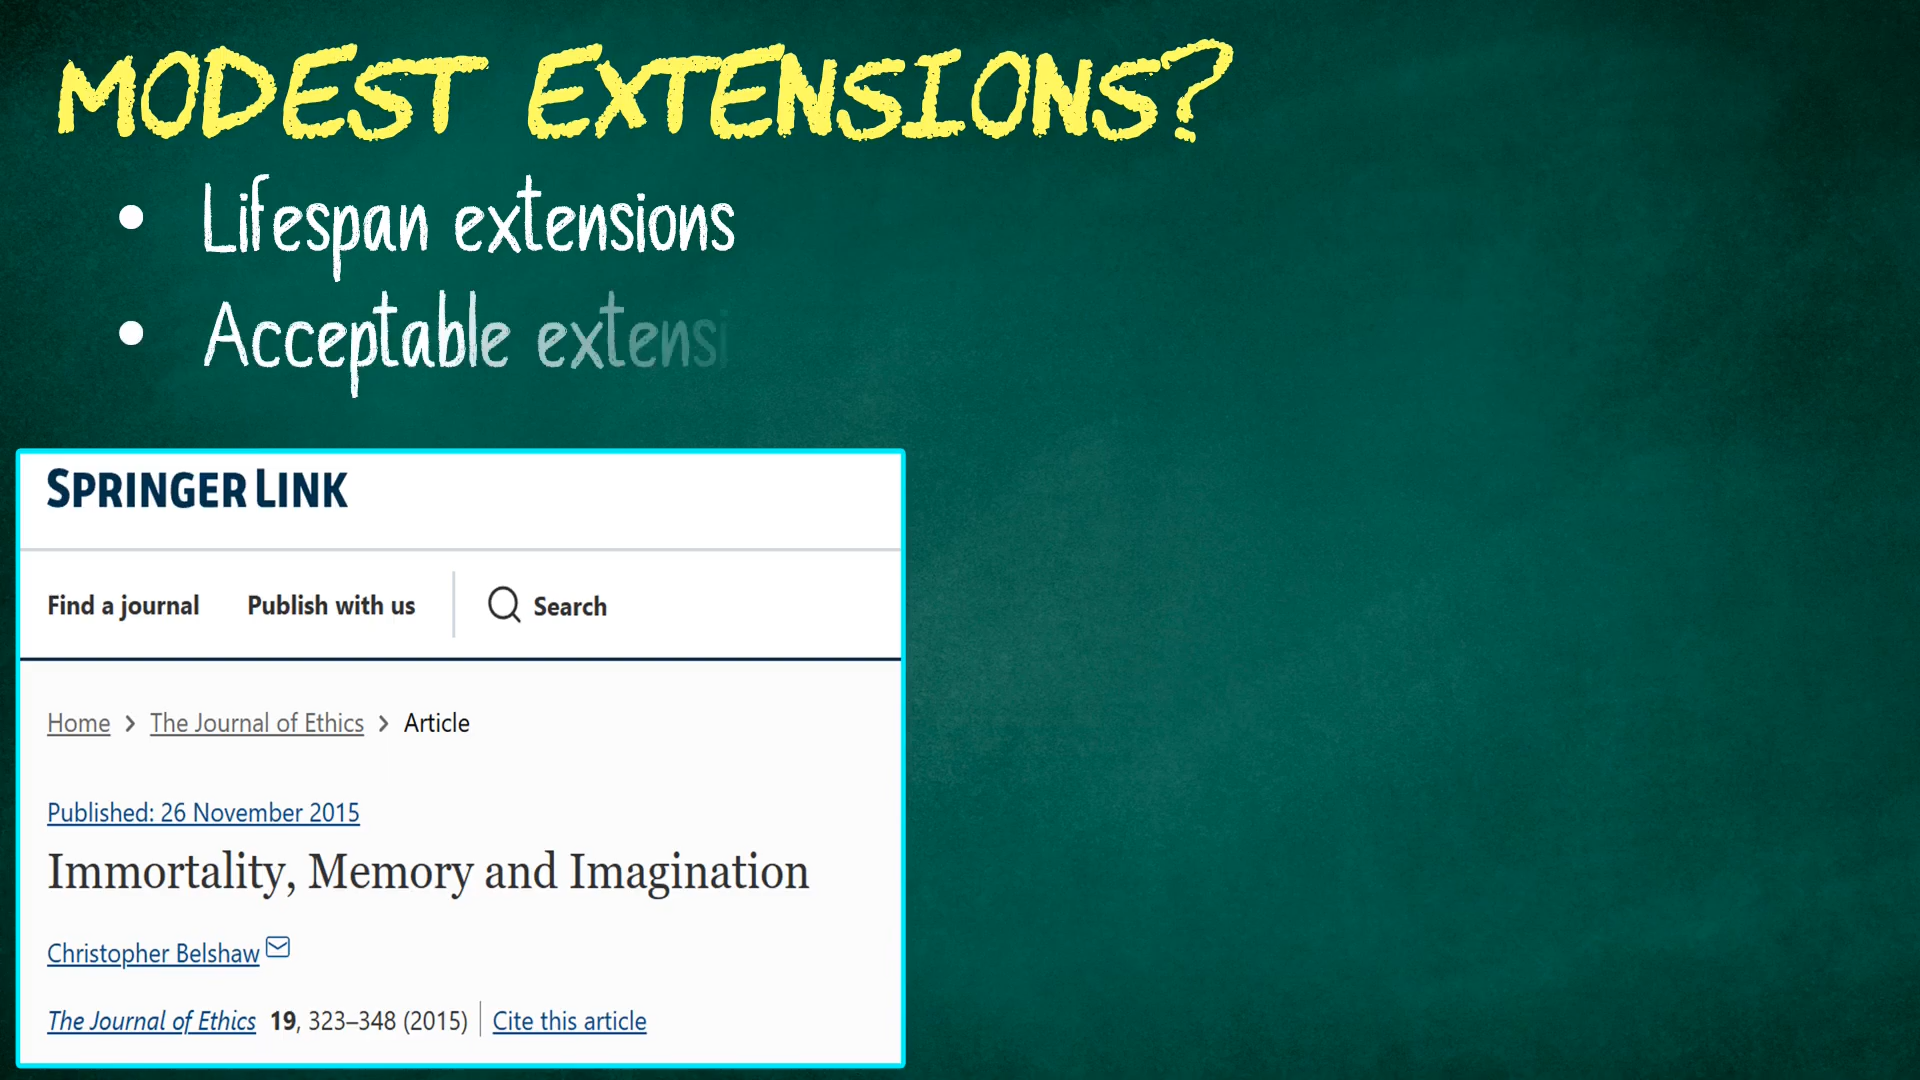 MODEST EXTENSIONS?
• Lifespan extensions
• Acceptable extensi
SPRINGER LINK
Find a journal Publish with us Search
Home > The Journal of Ethics > Article
Published: 26 November 2015
Immortality, Memory and Imagination
Christopher Belshaw
The Journal of Ethics 19, 323–348 (2015) Cite this article